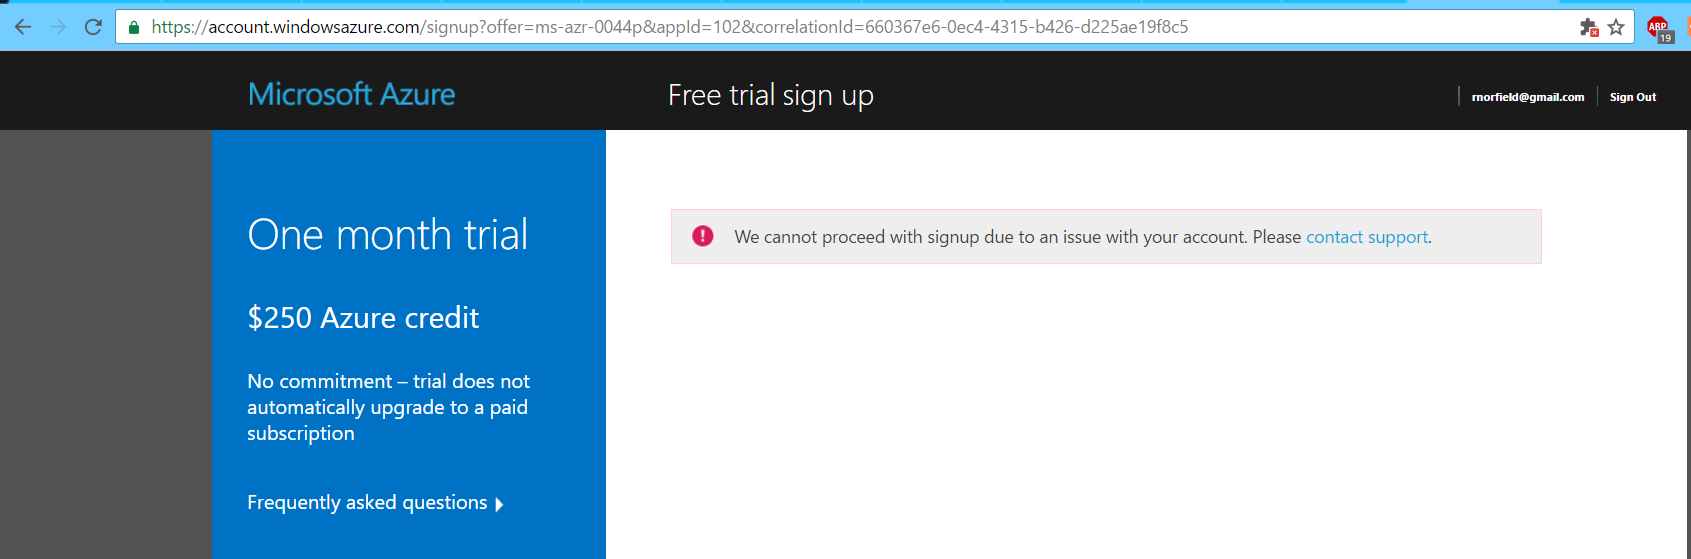 https://account.windowsazure.com/signup?offer=ms-azr-0044p&appId=102&correlationId=660367e6-0ec4-4315-b426-d225ae19f8c5
ABP
19
Microsoft Azure
Free trial sign up
rnorfield@gmail.com
Sign Out
One month trial
We cannot proceed with signup due to an issue with your account. Please contact support.
$250 Azure credit
No commitment – trial does not
automatically upgrade to a paid
subscription
Frequently asked questions